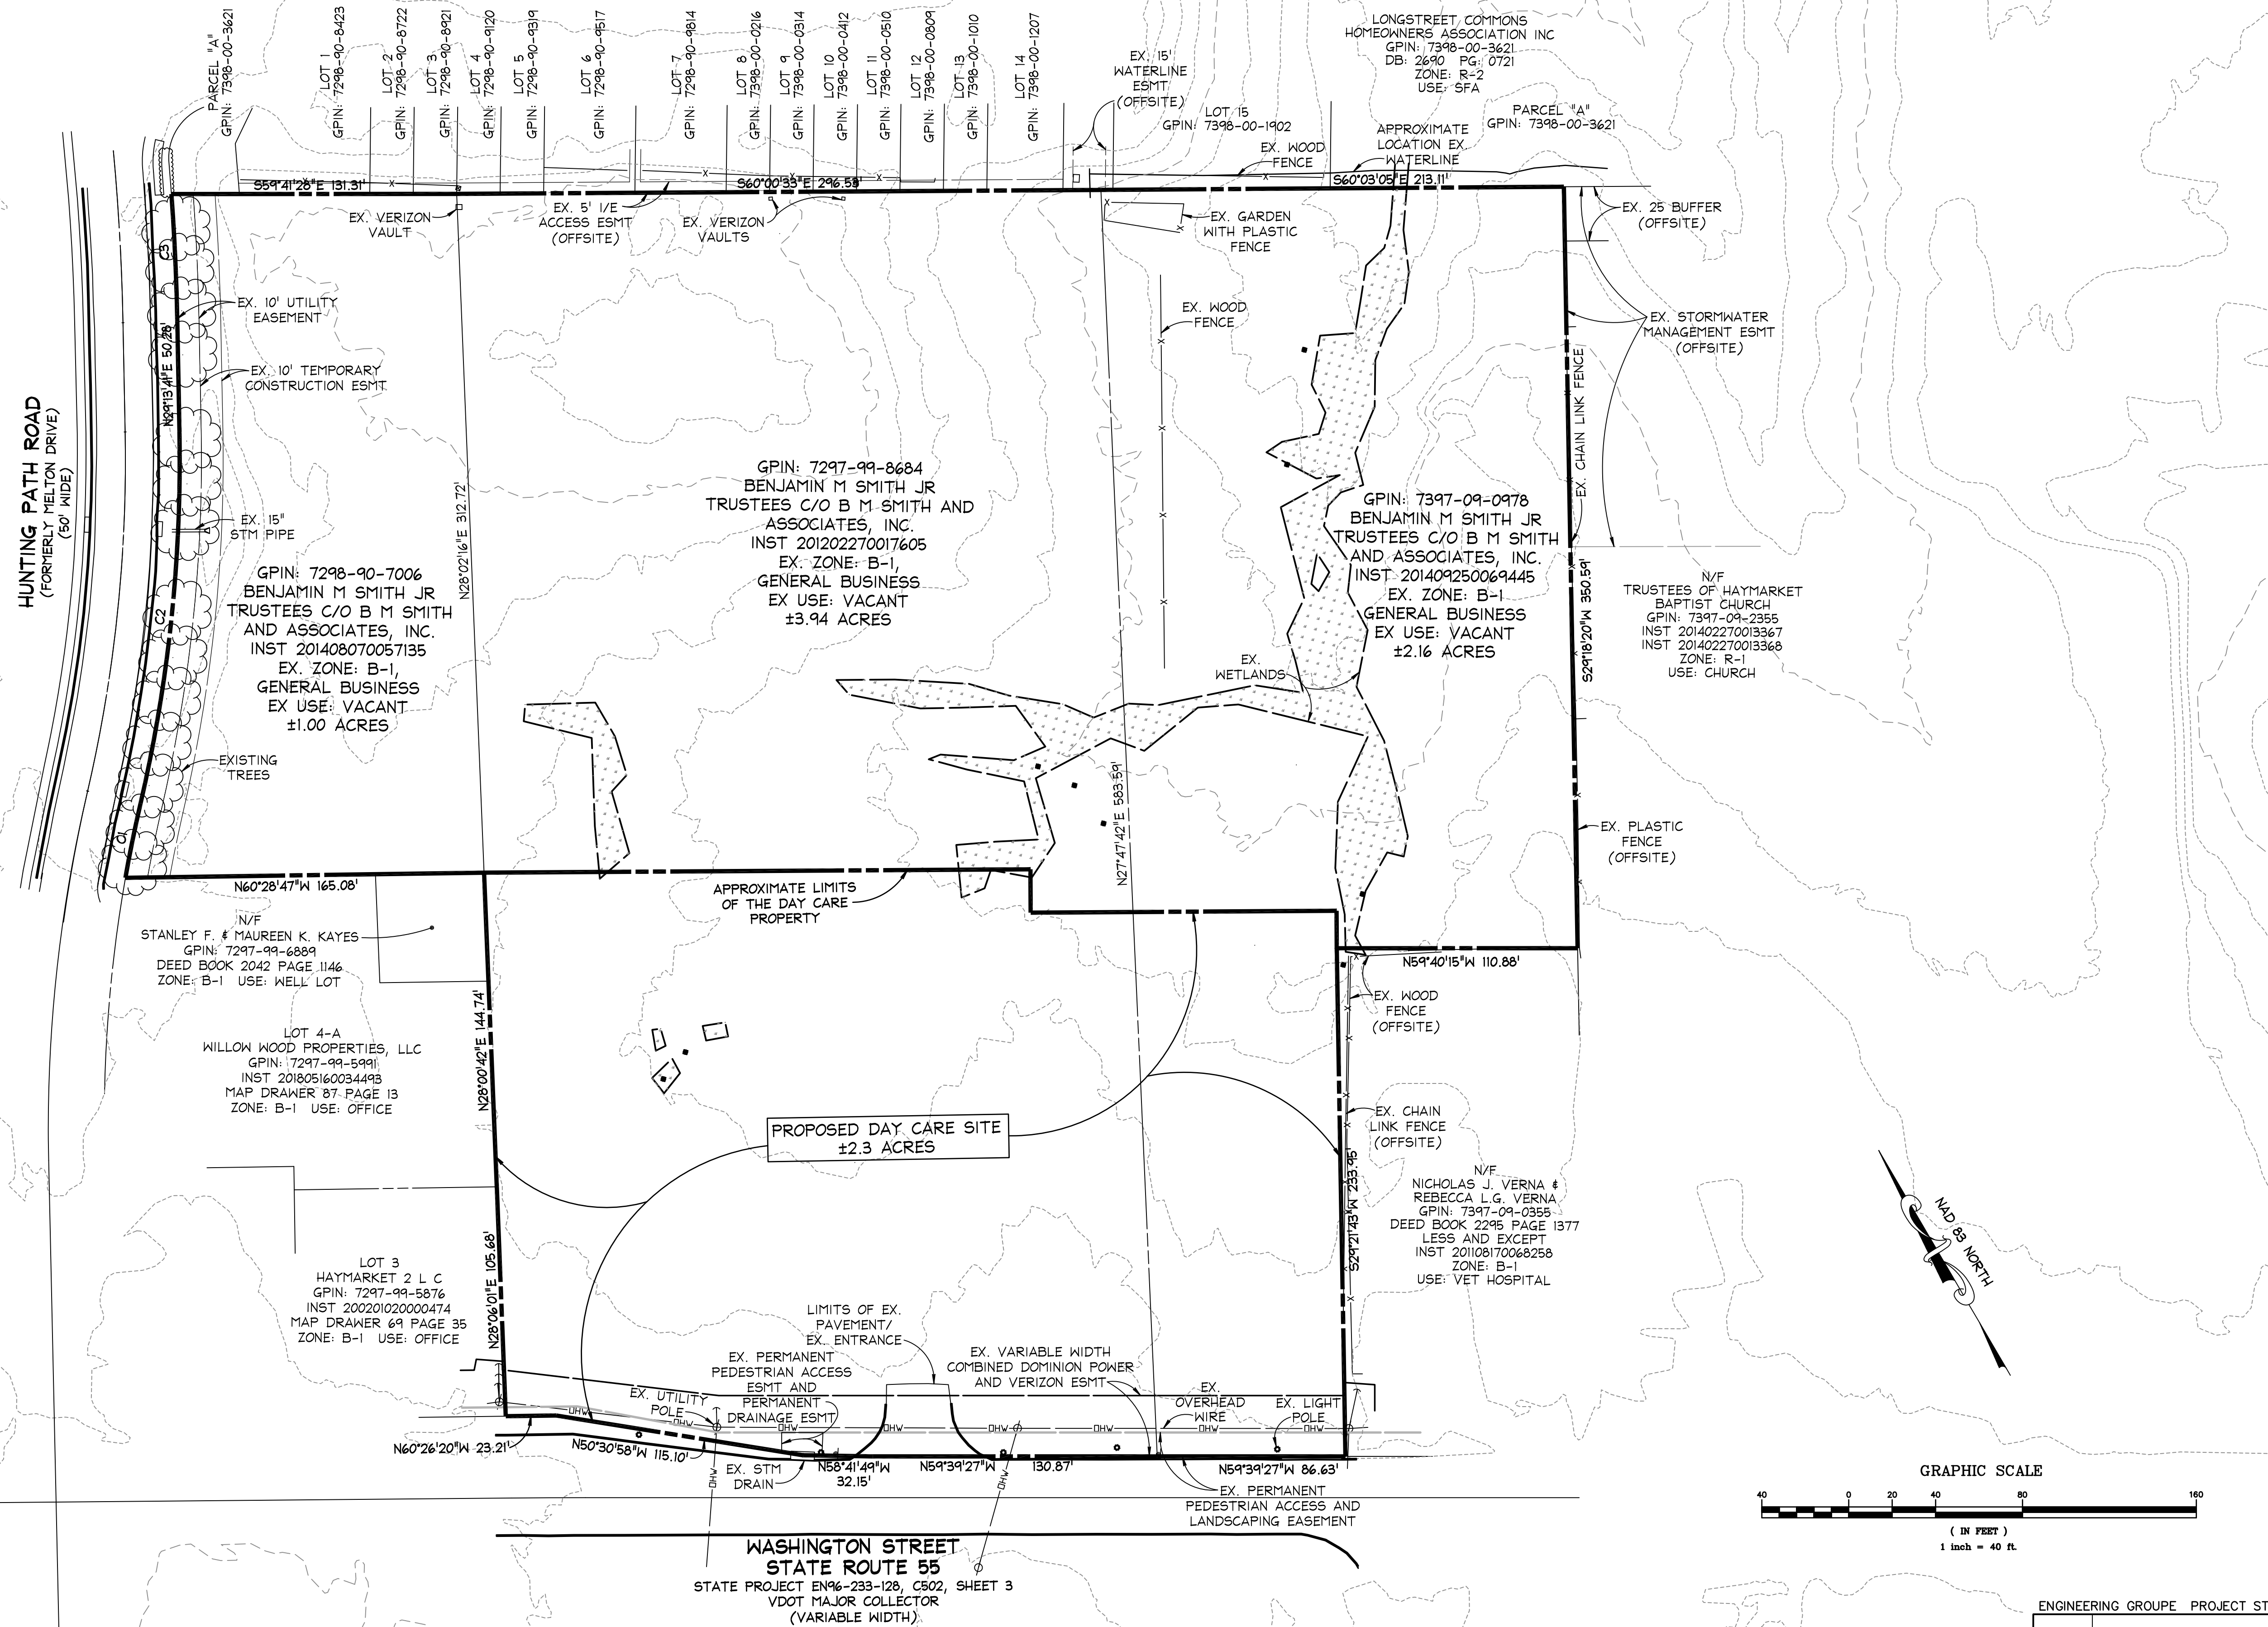 PARCEL "A"
GPIN: 7398-00-3621
LOT 1
GPIN: 7298-90-8423
LOT 2
GPIN: 7298-90-8722
LOT 3
GPIN: 7298-90-8921
LOT 4
GPIN: 7298-90-9120
LOT 5
GPIN: 7298-90-9319
LOT 6
GPIN: 7298-90-9517
LOT 7
GPIN: 7298-90-9814
LOT 8
GPIN: 7398-00-0216
LOT 9
GPIN: 7398-00-0314
LOT 10
GPIN: 7398-00-0412
LOT 11
GPIN: 7398-00-0510
LOT 12
GPIN: 7398-00-0809
LOT 13
GPIN: 7398-00-1010
LOT 14
GPIN: 7398-00-1207
EX. 15'
WATERLINE
ESMT
(OFFSITE)
LOT 15
GPIN: 7398-00-1902
LONGSTREET COMMONS
HOMEOWNERS ASSOCIATION INC
GPIN: 7398-00-3621
DB: 2690 PG: 0721
ZONE: R-2
USE: SFA
PARCEL "A"
GPIN: 7398-00-3621
APPROXIMATE
LOCATION EX.
WATERLINE
EX. WOOD
FENCE
S59°41'28"E 131.31'
S60°00'33"E 296.58'
S60°03'05"E 213.11'
EX. VERIZON
VAULT
EX. 5' I/E
ACCESS ESMT
(OFFSITE)
EX. VERIZON
VAULTS
EX. GARDEN
WITH PLASTIC
FENCE
EX. 25 BUFFER
(OFFSITE)
C3
EX. 10' UTILITY
EASEMENT
N29°13'41"E 50.28'
EX. 10' TEMPORARY
CONSTRUCTION ESMT
EX. WOOD
FENCE
EX. STORMWATER
MANAGEMENT ESMT
(OFFSITE)
EX. CHAIN LINK FENCE
HUNTING PATH ROAD
(FORMERLY MELTON DRIVE)
(50' WIDE)
EX. 15"
STM PIPE
N28°02'16"E 312.72'
GPIN: 7297-99-8684
BENJAMIN M SMITH JR
TRUSTEES C/O B M SMITH AND
ASSOCIATES, INC.
INST 201202270017605
EX. ZONE: B-1,
GENERAL BUSINESS
EX USE: VACANT
±3.94 ACRES
GPIN: 7397-09-0978
BENJAMIN M SMITH JR
TRUSTEES C/O B M SMITH
AND ASSOCIATES, INC.
INST 201409250069445
EX. ZONE: B-1
GENERAL BUSINESS
EX USE: VACANT
±2.16 ACRES
GPIN: 7298-90-7006
BENJAMIN M SMITH JR
TRUSTEES C/O B M SMITH
AND ASSOCIATES, INC.
INST 201408070057135
EX. ZONE: B-1,
GENERAL BUSINESS
EX USE: VACANT
±1.00 ACRES
C2
S29°18'20"W 350.59'
N/F
TRUSTEES OF HAYMARKET
BAPTIST CHURCH
GPIN: 7397-09-2355
INST 201402270013367
INST 201402270013368
ZONE: R-1
USE: CHURCH
EX.
WETLANDS
EXISTING
TREES
C1
N27°47'42"E 583.59'
EX. PLASTIC
FENCE
(OFFSITE)
N60°28'47"W 165.08'
APPROXIMATE LIMITS
OF THE DAY CARE
PROPERTY
N/F
STANLEY F. & MAUREEN K. KAYES
GPIN: 7297-99-6889
DEED BOOK 2042 PAGE 1146
ZONE: B-1 USE: WELL LOT
N59°40'15"W 110.88'
EX. WOOD
FENCE
(OFFSITE)
N28°00'42"E 144.74'
LOT 4-A
WILLOW WOOD PROPERTIES, LLC
GPIN: 7297-99-5991
INST 201805160034493
MAP DRAWER 87 PAGE 13
ZONE: B-1 USE: OFFICE
PROPOSED DAY CARE SITE
±2.3 ACRES
EX. CHAIN
LINK FENCE
(OFFSITE)
S29°21'43"W 233.95'
N/F
NICHOLAS J. VERNA &
REBECCA L.G. VERNA
GPIN: 7397-09-0355
DEED BOOK 2295 PAGE 1377
LESS AND EXCEPT
INST 201108170068258
ZONE: B-1
USE: VET HOSPITAL
NAD 83 NORTH
LOT 3
HAYMARKET 2 L C
GPIN: 7297-99-5876
INST 200201020000474
MAP DRAWER 69 PAGE 35
ZONE: B-1 USE: OFFICE
N28°06'01"E 105.68'
LIMITS OF EX.
PAVEMENT/
EX. ENTRANCE
EX. PERMANENT
PEDESTRIAN ACCESS
ESMT AND
PERMANENT
DRAINAGE ESMT
EX. UTILITY
POLE
EX. VARIABLE WIDTH
COMBINED DOMINION POWER
AND VERIZON ESMT
EX.
OVERHEAD
WIRE
EX. LIGHT
POLE
OHW
OHW
OHW
OHW
OHW
OHW
OHW
OHW
OHW
OHW
N60°26'20"W 23.21'
N50°30'58"W 115.10'
EX. STM
DRAIN
N58°41'49"W
32.15'
N59°39'27"W 130.87'
N59°39'27"W 86.63'
EX. PERMANENT
PEDESTRIAN ACCESS AND
LANDSCAPING EASEMENT
WASHINGTON STREET
STATE ROUTE 55
STATE PROJECT EN96-233-128, C502, SHEET 3
VDOT MAJOR COLLECTOR
(VARIABLE WIDTH)
GRAPHIC SCALE
40 0 20 40 80 160
( IN FEET )
1 inch = 40 ft.
ENGINEERING GROUPE PROJECT ST